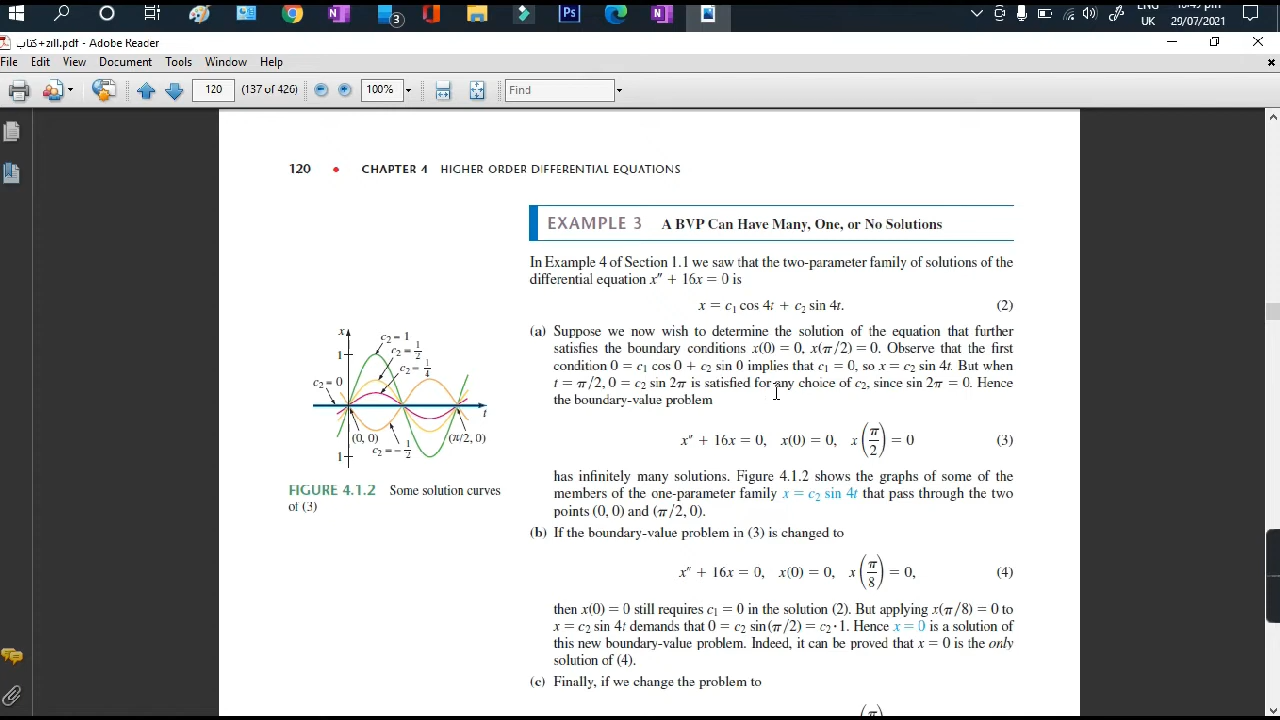 3
ENG
UK
29/07/2021
كتاب+zill.pdf - Adobe Reader
File Edit View Document Tools Window Help
120 (137 of 426) 100% Find
120 • CHAPTER 4 HIGHER ORDER DIFFERENTIAL EQUATIONS
EXAMPLE 3 A BVP Can Have Many, One, or No Solutions
In Example 4 of Section 1.1 we saw that the two-parameter family of solutions of the
differential equation x″ + 16x = 0 is
x = c₁ cos 4t + c₂ sin 4t. (2)
(a) Suppose we now wish to determine the solution of the equation that further
satisfies the boundary conditions x(0) = 0, x(π/2) = 0. Observe that the first
condition 0 = c₁ cos 0 + c₂ sin 0 implies that c₁ = 0, so x = c₂ sin 4t. But when
t = π/2, 0 = c₂ sin 2π is satisfied for any choice of c₂, since sin 2π = 0. Hence
the boundary-value problem
x″ + 16x = 0, x(0) = 0, x(π/2) = 0 (3)
has infinitely many solutions. Figure 4.1.2 shows the graphs of some of the
members of the one-parameter family x = c₂ sin 4t that pass through the two
points (0, 0) and (π/2, 0).
(b) If the boundary-value problem in (3) is changed to
x″ + 16x = 0, x(0) = 0, x(π/8) = 0, (4)
then x(0) = 0 still requires c₁ = 0 in the solution (2). But applying x(π/8) = 0 to
x = c₂ sin 4t demands that 0 = c₂ sin(π/2) = c₂ · 1. Hence x = 0 is a solution of
this new boundary-value problem. Indeed, it can be proved that x = 0 is the only
solution of (4).
(c) Finally, if we change the problem to
x
c₂ = 1
c₂ = 1/2
c₂ = 1/4
1
c₂ = 0
t
(0, 0)
(π/2, 0)
c₂ = − 1/2
1
FIGURE 4.1.2 Some solution curves
of (3)